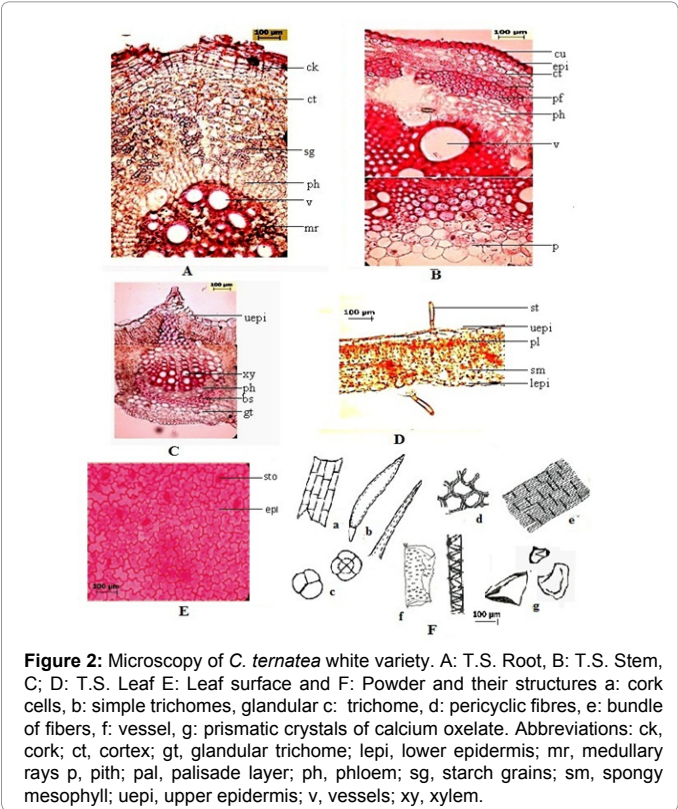 100 µm
ck
ct
sg
ph
v
mr
A
100 µm
cu
epi
ct
pf
ph
v
p
B
100 µm
uepi
xy
ph
bs
gt
C
100 µm
st
uepi
pl
sm
lepi
D
sto
epi
100 µm
E
a
b
c
d
e
f
g
100 µm
F
Figure 2: Microscopy of C. ternatea white variety. A: T.S. Root, B: T.S. Stem,
C; D: T.S. Leaf E: Leaf surface and F: Powder and their structures a: cork
cells, b: simple trichomes, glandular c: trichome, d: pericyclic fibres, e: bundle
of fibers, f: vessel, g: prismatic crystals of calcium oxelate. Abbreviations: ck,
cork; ct, cortex; gt, glandular trichome; lepi, lower epidermis; mr, medullary
rays p, pith; pal, palisade layer; ph, phloem; sg, starch grains; sm, spongy
mesophyll; uepi, upper epidermis; v, vessels; xy, xylem.